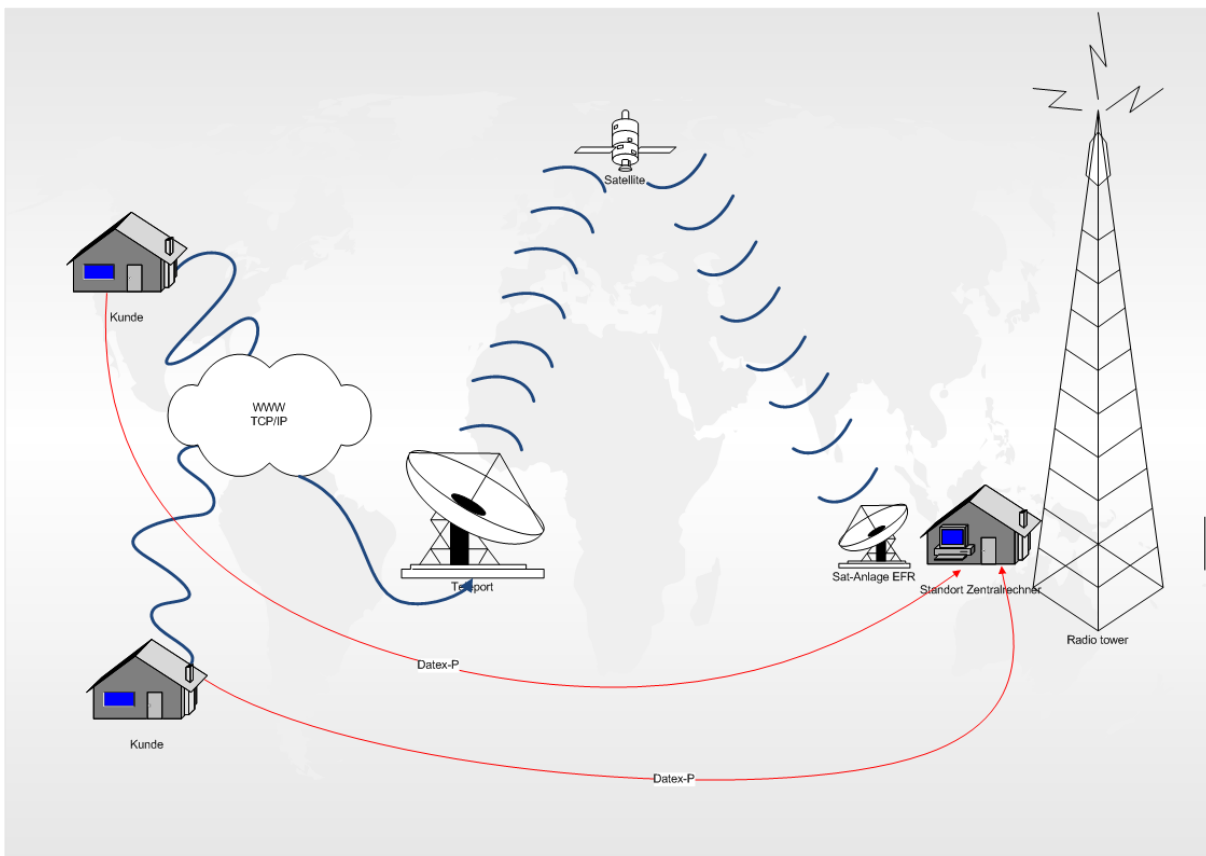 Satellite
Kunde
WWW
TCP/IP
Teleport
Sat-Anlage EFR
Standort Zentralrechner
Radio tower
Datex-P
Kunde
Datex-P